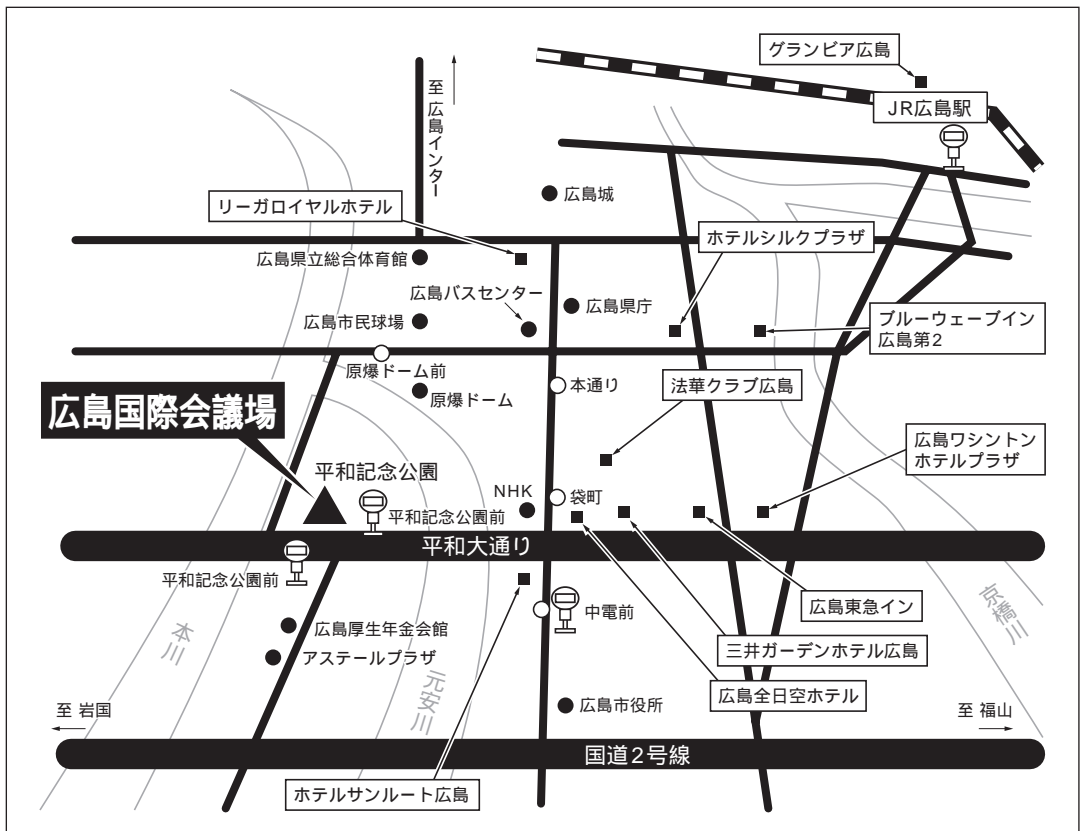 グランビア広島
JR広島駅
至 広島インター
広島城
リーガロイヤルホテル
ホテルシルクプラザ
広島県立総合体育館
広島バスセンター
広島県庁
広島市民球場
ブルーウェーブイン
広島第2
原爆ドーム前
原爆ドーム
本通り
法華クラブ広島
広島国際会議場
広島ワシントン
ホテルプラザ
平和記念公園
平和記念公園前
NHK
袋町
平和大通り
平和記念公園前
中電前
広島東急イン
京橋川
本川
広島厚生年金会館
アステールプラザ
三井ガーデンホテル広島
元安川
広島全日空ホテル
広島市役所
至 岩国
至 福山
国道2号線
ホテルサンルート広島